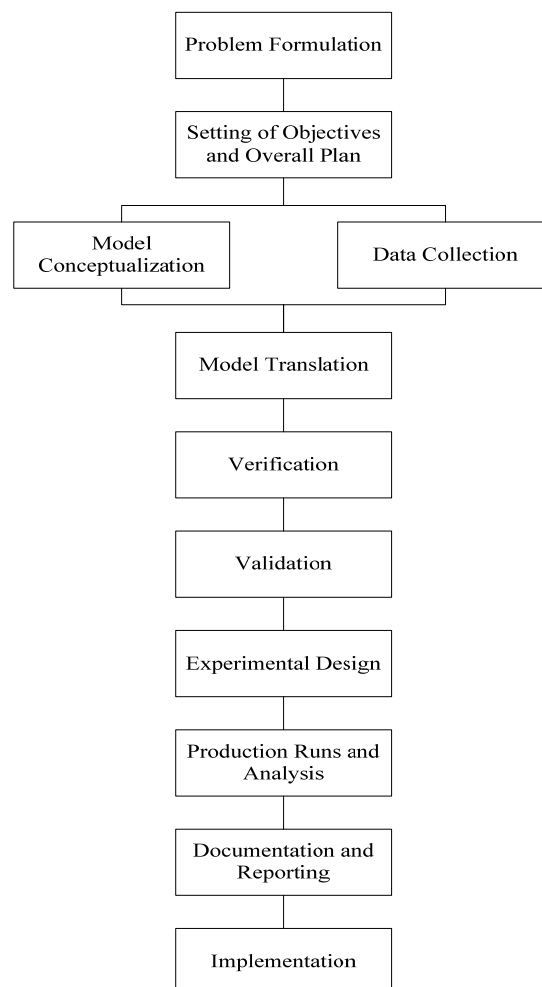 Problem Formulation
Setting of Objectives
and Overall Plan
Model
Conceptualization
Data Collection
Model Translation
Verification
Validation
Experimental Design
Production Runs and
Analysis
Documentation and
Reporting
Implementation